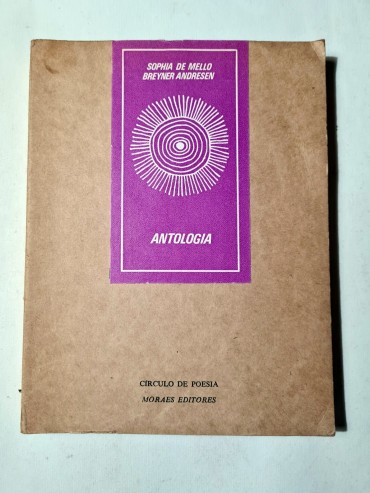 SOPHIA DE MELLO
BREYNER ANDRESEN
ANTOLOGIA
CÍRCULO DE POESIA
MORAES EDITORES